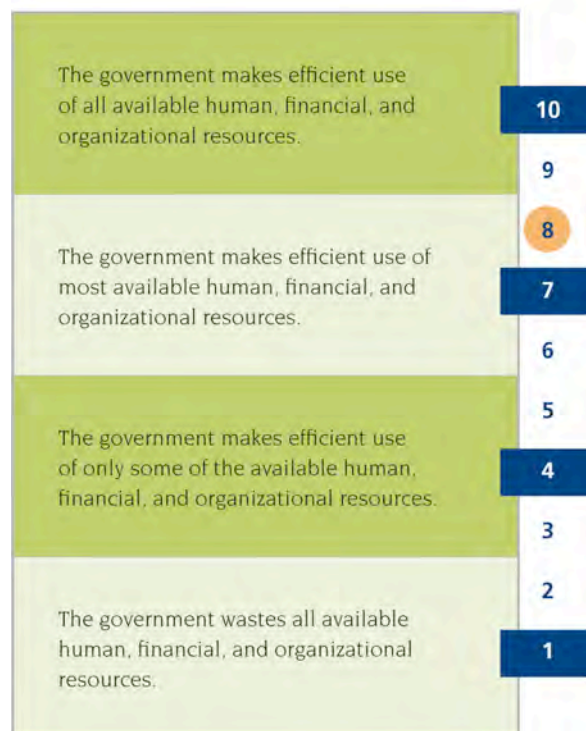 The government makes efficient use
of all available human, financial, and
organizational resources.
10
9
8
The government makes efficient use of
most available human, financial, and
organizational resources.
7
6
5
The government makes efficient use
of only some of the available human,
financial, and organizational resources.
4
3
2
The government wastes all available
human, financial, and organizational
resources.
1